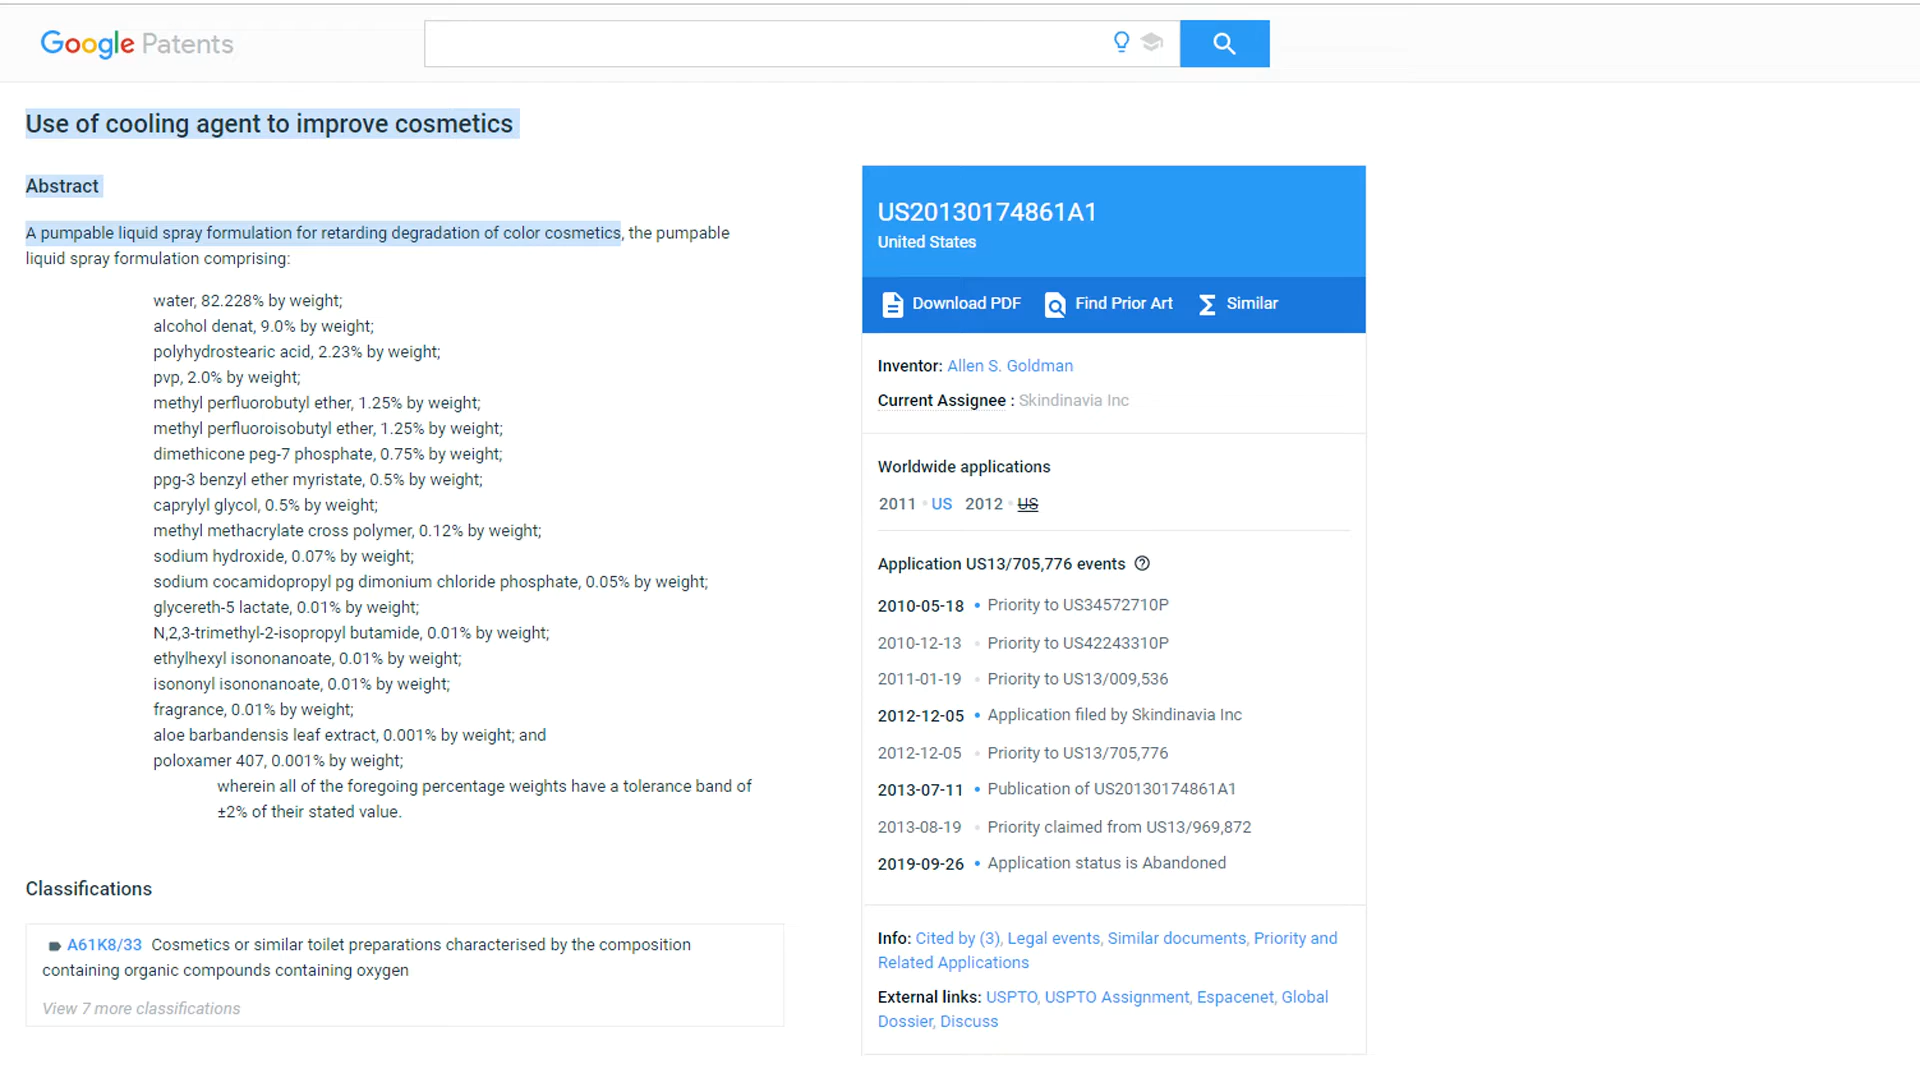 Google Patents
Use of cooling agent to improve cosmetics
Abstract
A pumpable liquid spray formulation for retarding degradation of color cosmetics, the pumpable
liquid spray formulation comprising:
water, 82.228% by weight;
alcohol denat, 9.0% by weight;
polyhydrostearic acid, 2.23% by weight;
pvp, 2.0% by weight;
methyl perfluorobutyl ether, 1.25% by weight;
methyl perfluoroisobutyl ether, 1.25% by weight;
dimethicone peg-7 phosphate, 0.75% by weight;
ppg-3 benzyl ether myristate, 0.5% by weight;
caprylyl glycol, 0.5% by weight;
methyl methacrylate cross polymer, 0.12% by weight;
sodium hydroxide, 0.07% by weight;
sodium cocamidopropyl pg dimonium chloride phosphate, 0.05% by weight;
glycereth-5 lactate, 0.01% by weight;
N,2,3-trimethyl-2-isopropyl butamide, 0.01% by weight;
ethylhexyl isononanoate, 0.01% by weight;
isononyl isononanoate, 0.01% by weight;
fragrance, 0.01% by weight;
aloe barbandensis leaf extract, 0.001% by weight; and
poloxamer 407, 0.001% by weight;
wherein all of the foregoing percentage weights have a tolerance band of
±2% of their stated value.
Classifications
A61K8/33 Cosmetics or similar toilet preparations characterised by the composition
containing organic compounds containing oxygen
View 7 more classifications
US20130174861A1
United States
Download PDF Find Prior Art Σ Similar
Inventor: Allen S. Goldman
Current Assignee : Skindinavia Inc
Worldwide applications
2011 • US 2012 • US
Application US13/705,776 events
2010-05-18 • Priority to US34572710P
2010-12-13 • Priority to US42243310P
2011-01-19 • Priority to US13/009,536
2012-12-05 • Application filed by Skindinavia Inc
2012-12-05 • Priority to US13/705,776
2013-07-11 • Publication of US20130174861A1
2013-08-19 • Priority claimed from US13/969,872
2019-09-26 • Application status is Abandoned
Info: Cited by (3), Legal events, Similar documents, Priority and
Related Applications
External links: USPTO, USPTO Assignment, Espacenet, Global
Dossier, Discuss